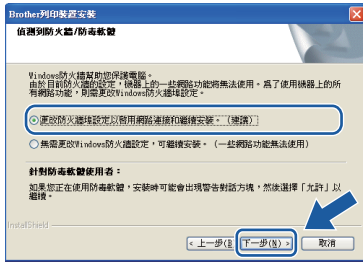 Brother列印裝置安裝
偵測到防火牆/防毒軟體
Windows防火牆幫助您保護電腦。
由於目前防火牆的設定，機器上的一些網路功能將無法使用。爲了使用機器上的所
有網路功能，則需更改Windows防火牆設定。
更改防火牆埠設定以啓用網路連接和繼續安裝。（建議）
無需更改Windows防火牆設定，可繼續安裝。（一些網路功能無法使用）
針對防毒軟體使用者：
如果您正在使用防毒軟體，安裝時可能會出現警告對話方塊，然後選擇「允許」以
繼續。
InstallShield
< 上一步(B 下一步(N) > 取消